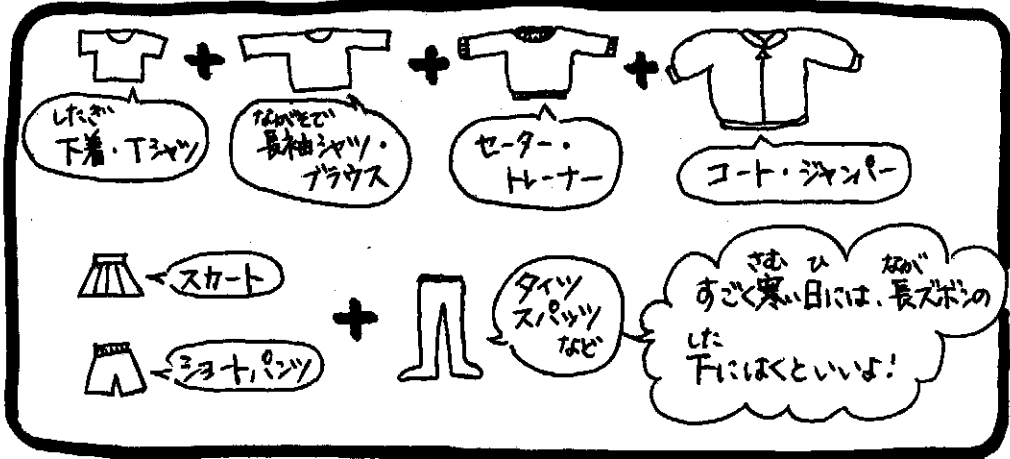 したぎ
下着・Tシャツ
ながそで
長袖シャツ・
ブラウス
セーター・
トレーナー
コート・ジャンパー
スカート
ショートパンツ
タイツ
スパッツ
など
さむ ひ なが
すごく寒い日には、長ズボンの
した
下にはくといいよ!